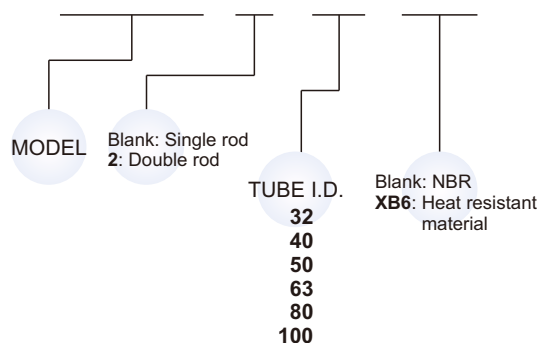 MODEL
Blank: Single rod
2: Double rod
TUBE I.D.
32
40
50
63
80
100
Blank: NBR
XB6: Heat resistant
material